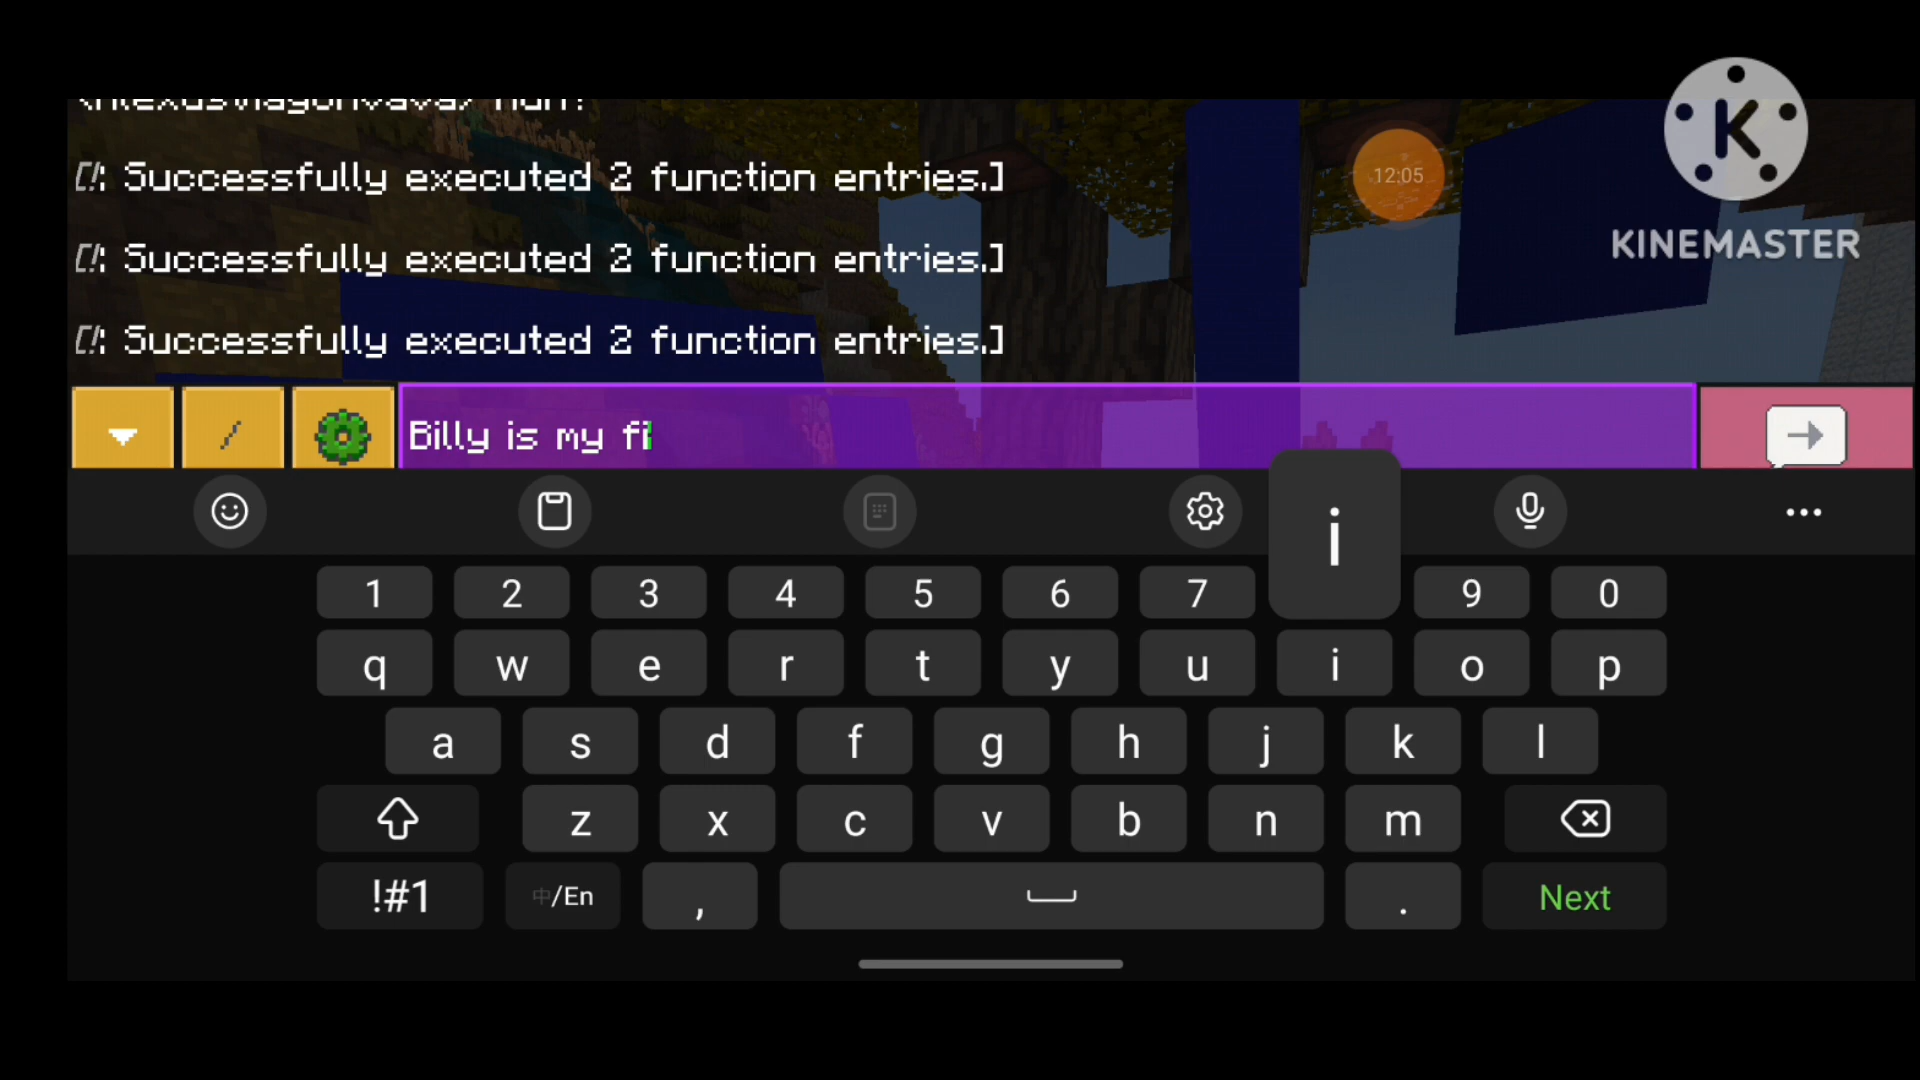 [!: Successfully executed 2 function entries.]
[!: Successfully executed 2 function entries.]
[!: Successfully executed 2 function entries.]
12:05
K
KINEMASTER
/
Billy is my fi
i
1 2 3 4 5 6 7 9 0
q w e r t y u i o p
a s d f g h j k l
z x c v b n m
!#1 中/En , . Next